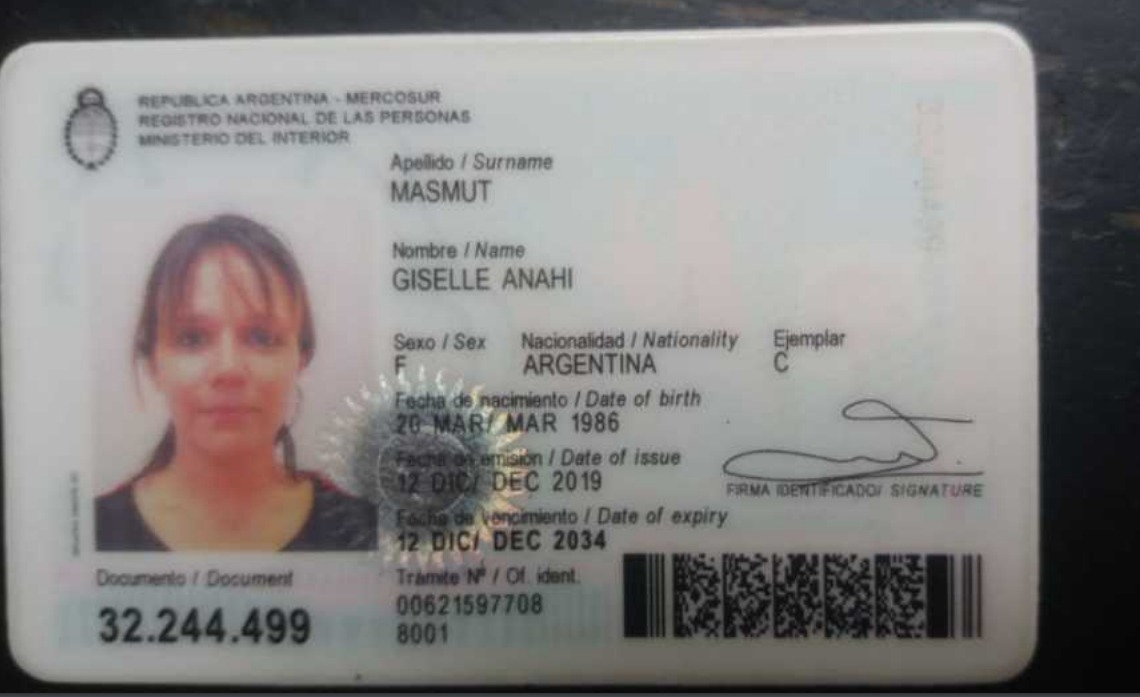 REPUBLICA ARGENTINA - MERCOSUR
REGISTRO NACIONAL DE LAS PERSONAS
MINISTERIO DEL INTERIOR
Apellido / Surname
MASMUT
Nombre / Name
GISELLE ANAHI
Sexo / Sex Nacionalidad / Nationality Ejemplar
F ARGENTINA C
Fecha de nacimiento / Date of birth
20 MAR/ MAR 1986
Fecha de emisión / Date of issue
12 DIC/ DEC 2019
FIRMA IDENTIFICADO/ SIGNATURE
Fecha de vencimiento / Date of expiry
12 DIC/ DEC 2034
Documento / Document
32.244.499
Trámite Nº / Of. ident.
00621597708
8001